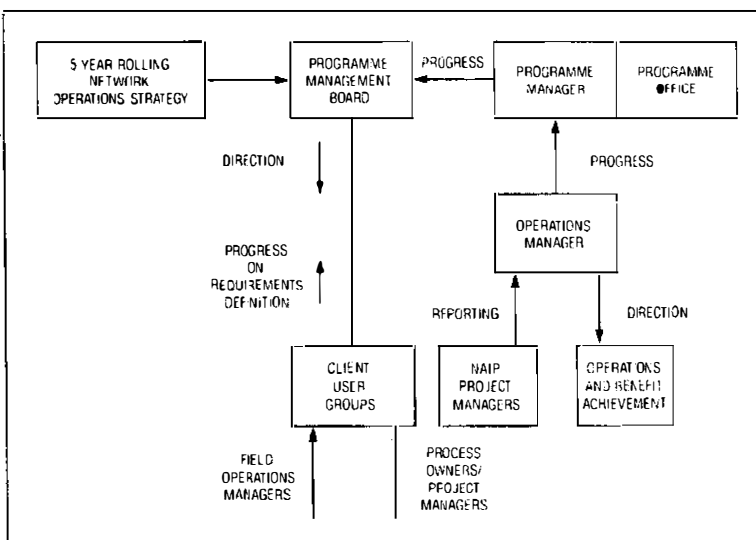 5 YEAR ROLLING
NETWORK
OPERATIONS STRATEGY
PROGRAMME
MANAGEMENT
BOARD
PROGRESS
PROGRAMME
MANAGER
PROGRAMME
OFFICE
DIRECTION
PROGRESS
OPERATIONS
MANAGER
PROGRESS
ON
REQUIREMENTS
DEFINITION
REPORTING
DIRECTION
CLIENT
USER
GROUPS
NAIP
PROJECT
MANAGERS
OPERATIONS
AND BENEFIT
ACHIEVEMENT
FIELD
OPERATIONS
MANAGERS
PROCESS
OWNERS/
PROJECT
MANAGERS